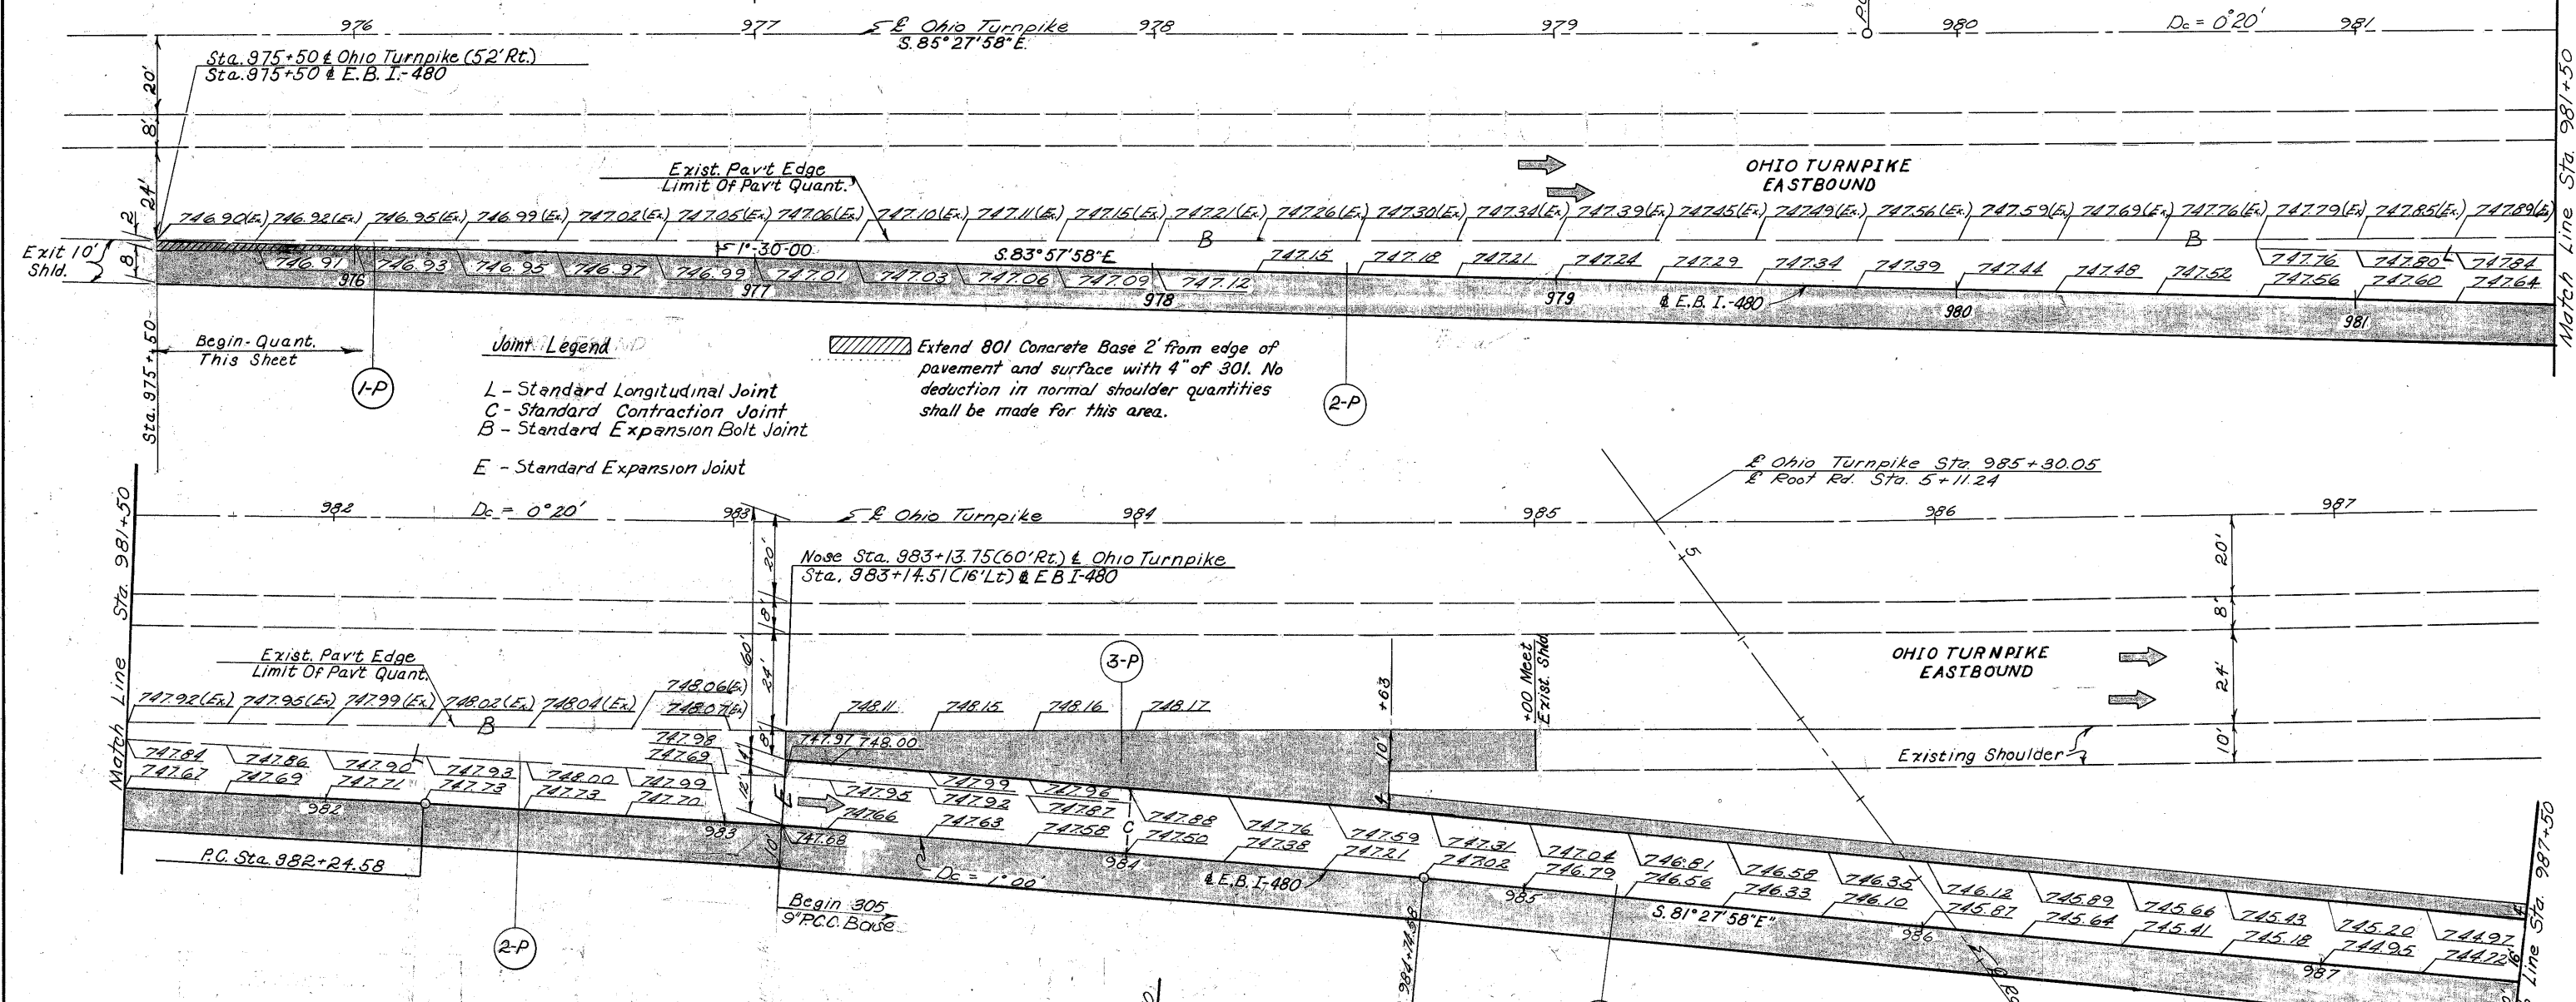 976 977 ℄ Ohio Turnpike 978 979 980 Dc = 0°20' 981
S. 85°27'58"E.
P.C
Sta. 975+50 ℄ Ohio Turnpike (52' Rt.)
Sta. 975+50 ℄ E.B. I.-480
20'
8'
24'
12
8
Exist. Pav't Edge
Limit Of Pav't Quant.
OHIO TURNPIKE
EASTBOUND
746.90(Ex) 746.92(Ex) 746.95(Ex) 746.99(Ex) 747.02(Ex) 747.05(Ex) 747.06(Ex) 747.10(Ex) 747.11(Ex) 747.15(Ex) 747.21(Ex) 747.26(Ex) 747.30(Ex) 747.34(Ex) 747.39(Ex) 747.45(Ex) 747.49(Ex) 747.56(Ex) 747.59(Ex) 747.69(Ex) 747.76(Ex) 747.79(Ex) 747.85(Ex) 747.89(Ex)
Exit 10'
Shld.
B B
1°-30-00 S.83°57'58"E
747.15 747.18 747.21 747.24 747.29 747.34 747.39 747.44 747.48 747.52
747.76 747.80 L 747.84
747.56 747.60 747.64
746.91 746.93 746.95 746.97 746.99 747.01 747.03 747.06 747.09 747.12
976 977 978 979 ℄ E.B. I.-480 980 981
Match Line Sta. 981+50
Sta. 975+50
Begin-Quant.
This Sheet
1-P
2-P
Joint Legend
L - Standard Longitudinal Joint
C - Standard Contraction Joint
B - Standard Expansion Bolt Joint
E - Standard Expansion Joint
Extend 801 Concrete Base 2' from edge of
pavement and surface with 4" of 301. No
deduction in normal shoulder quantities
shall be made for this area.
℄ Ohio Turnpike Sta. 985+30.05
℄ Root Rd. Sta. 5+11.24
Match Line Sta. 981+50
982 Dc = 0°20' 983 ℄ Ohio Turnpike 984 985 986 987
5
Nose Sta. 983+13.75(60'Rt.) ℄ Ohio Turnpike
Sta. 983+14.51(16'Lt) ℄ E B I-480
20'
8'
60'
24'
8'
14'
12'
20'
8'
24'
10'
Exist. Pav't Edge
Limit Of Pav't Quant.
3-P
+63
+00 Meet
Exist. Shld
OHIO TURNPIKE
EASTBOUND
747.92(Ex) 747.95(Ex) 747.99(Ex) 748.02(Ex) 748.04(Ex) 748.06(Ex)
748.07(Ex)
B
748.11 748.15 748.16 748.17
10'
Existing Shoulder
747.97 748.00
747.84 747.86 747.90 747.93 748.00 747.99 747.98
747.67 747.69 747.71 747.73 747.73 747.70 747.69
L
E
747.99 747.96
747.95 747.92 747.87 747.88 747.76 747.59 747.31 747.04 746.81 746.58 746.35 746.12 745.89 745.66 745.43 745.20 744.97
747.66 747.63 747.58 747.50 747.38 747.21 747.02 746.79 746.56 746.33 746.10 745.87 745.64 745.41 745.18 744.95 744.72
C
982 983 747.68 984 985 986 987
10'
16'
P.C. Sta. 982+24.58
Dc = 1°00'
℄ E.B. I-480
S. 81°27'58"E
Begin 305
9"P.C.C. Base
2-P
984+74.58
Line Sta. 987+50